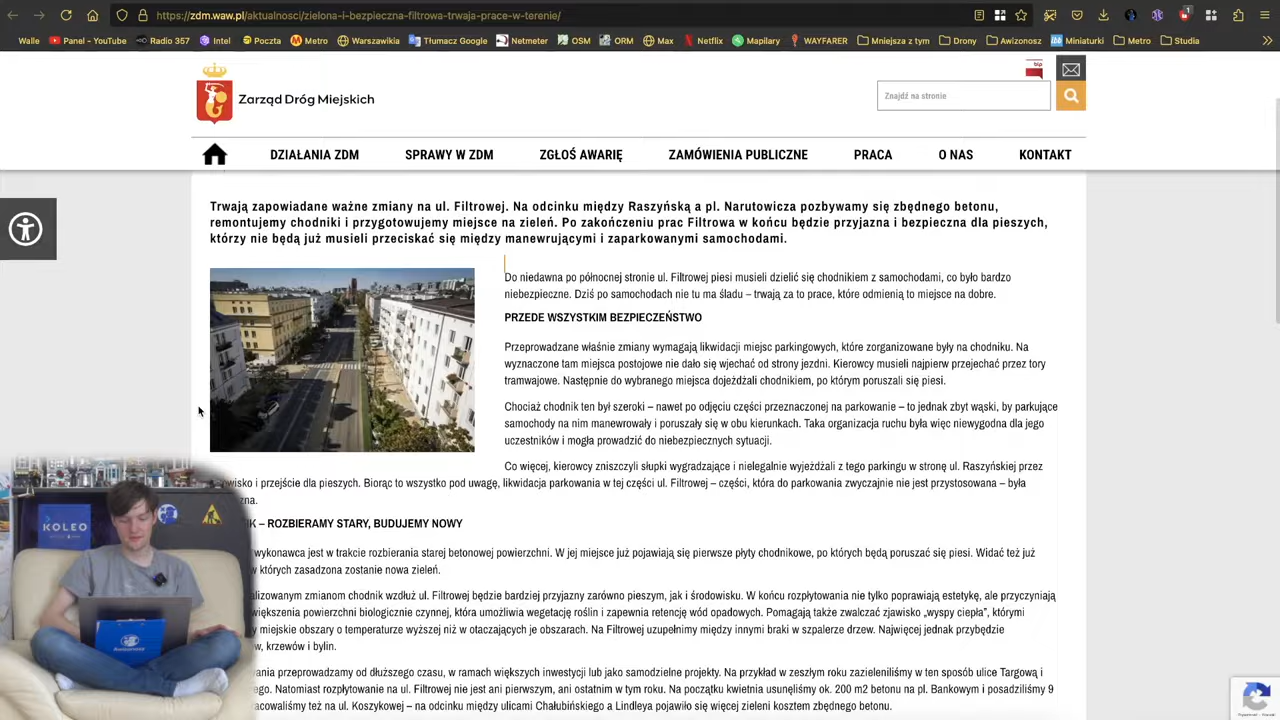 https://zdm.waw.pl/aktualnosci/zielona-i-bezpieczna-filtrowa-trwaja-prace-w-terenie/
Walle Panel - YouTube Radio 357 Intel Poczta Metro Warszawikia Tłumacz Google OSM ORM Max Netflix Mapilary WAYFARER Mniejsza z tym Drony Awizonosz Miniaturki Metro Studia
bip
Zarząd Dróg Miejskich
Znajdź na stronie
DZIAŁANIA ZDM SPRAWY W ZDM ZGŁOŚ AWARIĘ ZAMÓWIENIA PUBLICZNE PRACA O NAS KONTAKT
Trwają zapowiadane ważne zmiany na ul. Filtrowej. Na odcinku między Raszyńską a pl. Narutowicza pozbywamy się zbędnego betonu,
remontujemy chodniki i przygotowujemy miejsce na zieleń. Po zakończeniu prac Filtrowa w końcu będzie przyjazna i bezpieczna dla pieszych,
którzy nie będą już musieli przeciskać się między manewrującymi i zaparkowanymi samochodami.
Do niedawna po północnej stronie ul. Filtrowej piesi musieli dzielić się chodnikiem z samochodami, co było bardzo
niebezpieczne. Dziś po samochodach nie tu ma śladu – trwają za to prace, które odmienią to miejsce na dobre.
PRZEDE WSZYSTKIM BEZPIECZEŃSTWO
Przeprowadzane właśnie zmiany wymagają likwidacji miejsc parkingowych, które zorganizowane były na chodniku. Na
wyznaczone tam miejsca postojowe nie dało się wjechać od strony jezdni. Kierowcy musieli najpierw przejechać przez tory
tramwajowe. Następnie do wybranego miejsca dojeżdżali chodnikiem, po którym poruszali się piesi.
Chociaż chodnik ten był szeroki – nawet po odjęciu części przeznaczonej na parkowanie – to jednak zbyt wąski, by parkujące
samochody na nim manewrowały i poruszały się w obu kierunkach. Taka organizacja ruchu była więc niewygodna dla jego
uczestników i mogła prowadzić do niebezpiecznych sytuacji.
Co więcej, kierowcy zniszczyli słupki wygradzające i nielegalnie wyjeżdżali z tego parkingu w stronę ul. Raszyńskiej przez
wisko i przejście dla pieszych. Biorąc to wszystko pod uwagę, likwidacja parkowania w tej części ul. Filtrowej – części, która do parkowania zwyczajnie nie jest przystosowana – była
zna.
K – ROZBIERAMY STARY, BUDUJEMY NOWY
wykonawca jest w trakcie rozbierania starej betonowej powierzchni. W jej miejsce już pojawiają się pierwsze płyty chodnikowe, po których będą poruszać się piesi. Widać też już
w których zasadzona zostanie nowa zieleń.
alizowanym zmianom chodnik wzdłuż ul. Filtrowej będzie bardziej przyjazny zarówno pieszym, jak i środowisku. W końcu rozpłytowania nie tylko poprawiają estetykę, ale przyczyniają
większenia powierzchni biologicznie czynnej, która umożliwia wegetację roślin i zapewnia retencję wód opadowych. Pomagają także zwalczać zjawisko „wyspy ciepła”, którymi
y miejskie obszary o temperaturze wyższej niż w otaczających je obszarach. Na Filtrowej uzupełnimy między innymi braki w szpalerze drzew. Najwięcej jednak przybędzie
w, krzewów i bylin.
wania przeprowadzamy od dłuższego czasu, w ramach większych inwestycji lub jako samodzielne projekty. Na przykład w zeszłym roku zazieleniliśmy w ten sposób ulice Targową i
ego. Natomiast rozpłytowanie na ul. Filtrowej nie jest ani pierwszym, ani ostatnim w tym roku. Na początku kwietnia usunęliśmy ok. 200 m2 betonu na pl. Bankowym i posadziliśmy 9
acowaliśmy też na ul. Koszykowej – na odcinku między ulicami Chałubińskiego a Lindleya pojawiło się więcej zieleni kosztem zbędnego betonu.
KOLEO